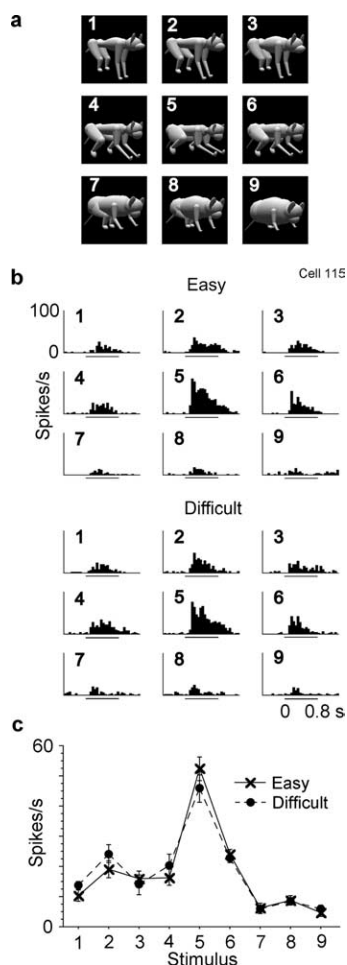 a
1 2 3
4 5 6
7 8 9
Cell 115
b Easy
100
0
Spikes/s
1 2 3
4 5 6
7 8 9
Difficult
1 2 3
4 5 6
7 8 9
0 0.8 s
c
60
Spikes/s
0
Easy
Difficult
1 2 3 4 5 6 7 8 9
Stimulus